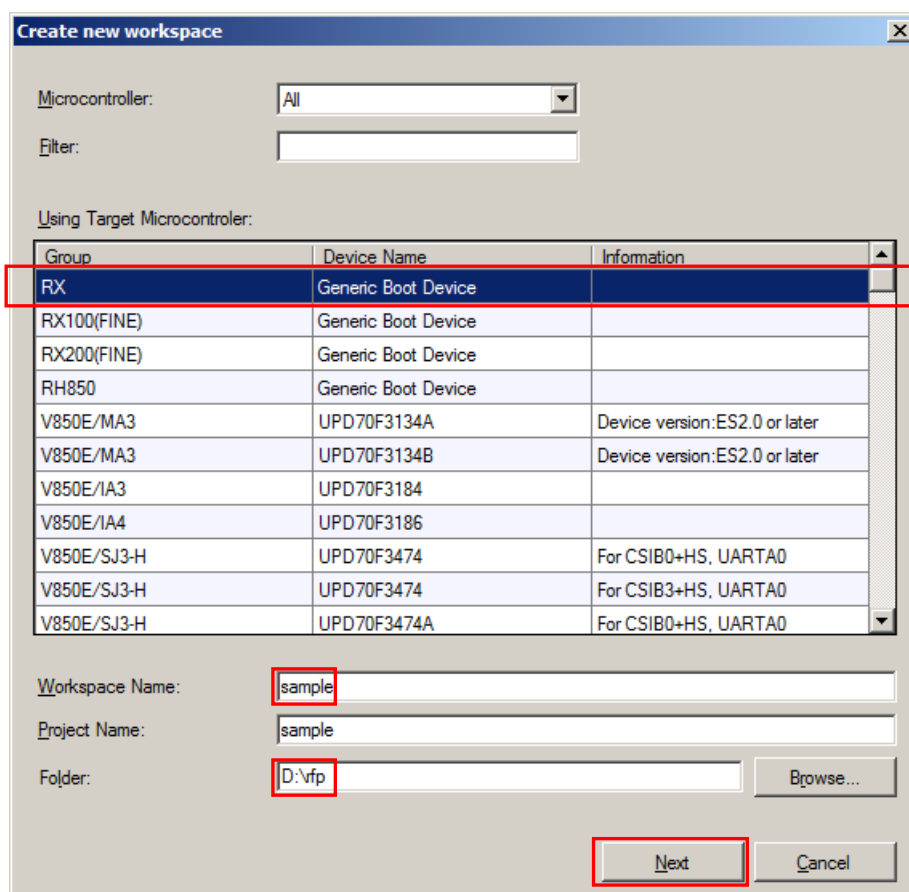 Create new workspace
Microcontroller: All
Filter:
Using Target Microcontroler:
Group Device Name Information
RX Generic Boot Device
RX100(FINE) Generic Boot Device
RX200(FINE) Generic Boot Device
RH850 Generic Boot Device
V850E/MA3 UPD70F3134A Device version:ES2.0 or later
V850E/MA3 UPD70F3134B Device version:ES2.0 or later
V850E/IA3 UPD70F3184
V850E/IA4 UPD70F3186
V850E/SJ3-H UPD70F3474 For CSIB0+HS, UARTA0
V850E/SJ3-H UPD70F3474 For CSIB3+HS, UARTA0
V850E/SJ3-H UPD70F3474A For CSIB0+HS, UARTA0
Workspace Name: sample
Project Name: sample
Folder: D:\rfp Browse...
Next Cancel